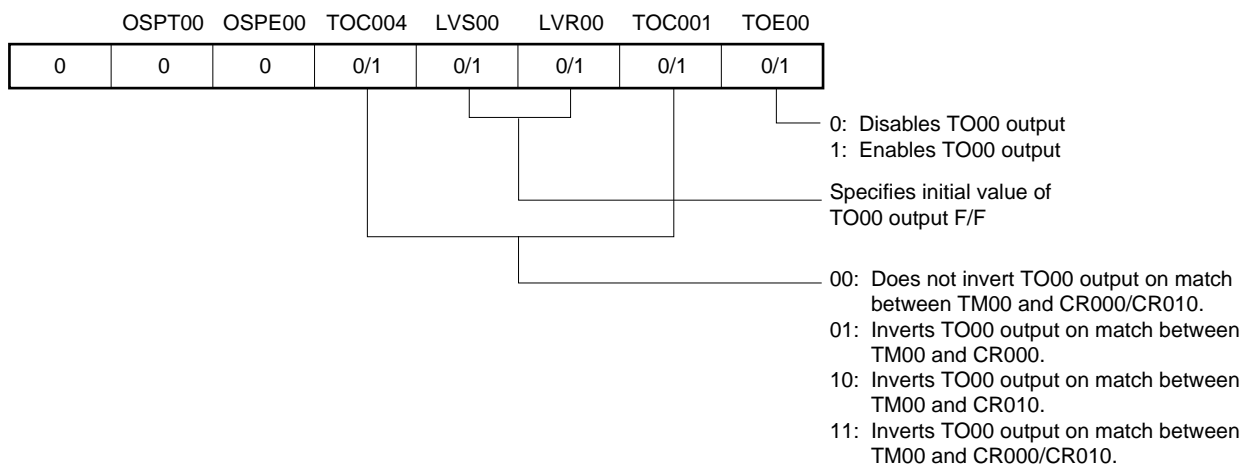 OSPT00 OSPE00 TOC004 LVS00 LVR00 TOC001 TOE00
0 0 0 0/1 0/1 0/1 0/1 0/1
0: Disables TO00 output
1: Enables TO00 output
Specifies initial value of
TO00 output F/F
00: Does not invert TO00 output on match
between TM00 and CR000/CR010.
01: Inverts TO00 output on match between
TM00 and CR000.
10: Inverts TO00 output on match between
TM00 and CR010.
11: Inverts TO00 output on match between
TM00 and CR000/CR010.